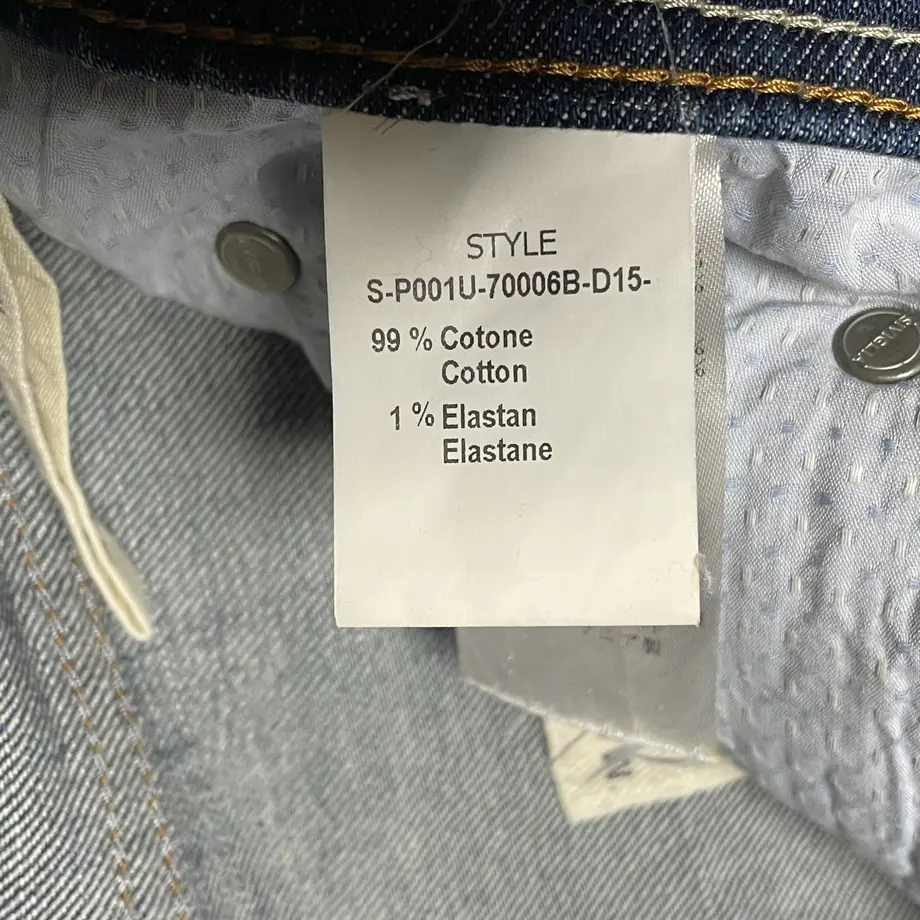 STYLE
S-P001U-70006B-D15-
99 % Cotone
Cotton
1 % Elastan
Elastane